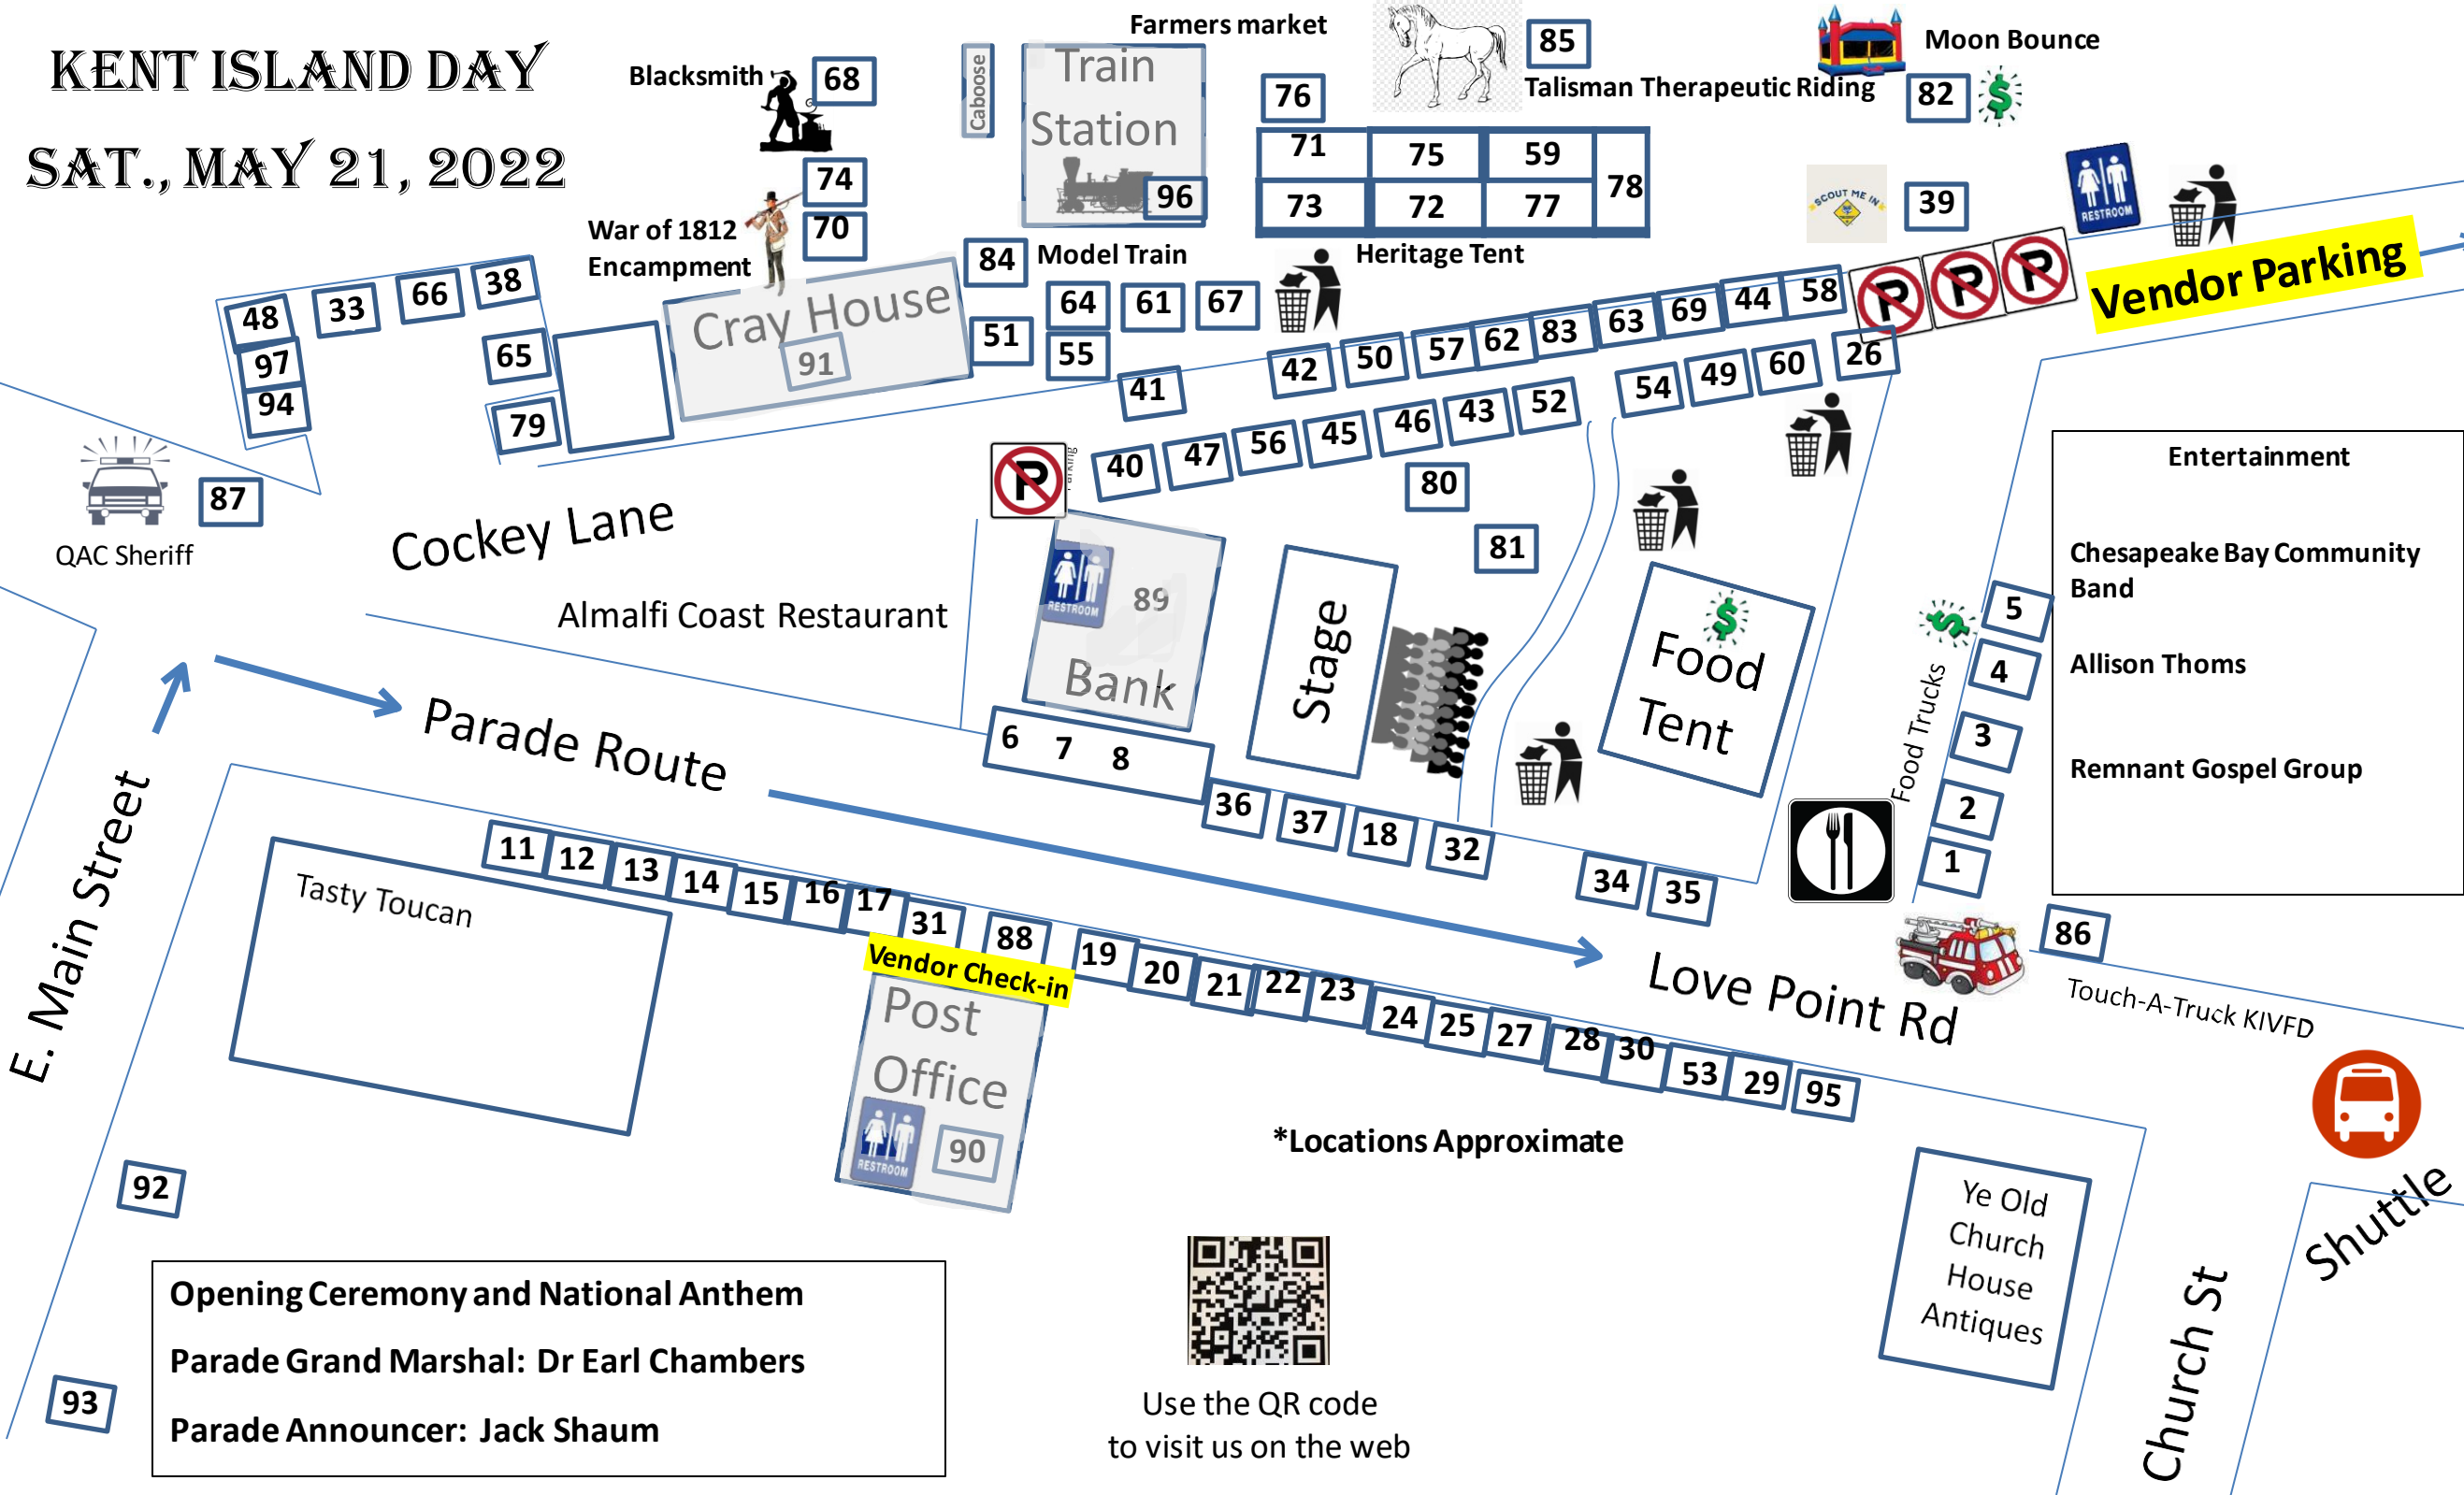 KENT ISLAND DAY
SAT., MAY 21, 2022
Blacksmith
68
74
War of 1812
Encampment
70
Caboose
Train
Station
96
Farmers market
76
85
Talisman Therapeutic Riding
Moon Bounce
82
$
71
75
59
78
73
72
77
Heritage Tent
SCOUT ME IN
39
RESTROOM
Vendor Parking
P
P
P
84
Model Train
64
61
67
51
55
Cray House
91
48
33
66
38
97
94
65
79
QAC Sheriff
87
41
42
50
57
62
83
63
69
44
58
26
40
47
56
45
46
43
52
54
49
60
P
80
81
Cockey Lane
Almalfi Coast Restaurant
RESTROOM
89
Bank
Stage
$
Food
Tent
Entertainment
Chesapeake Bay Community
Band
Allison Thoms
Remnant Gospel Group
$
Food Trucks
5
4
3
2
1
Parade Route
E. Main Street
6
7
8
36
37
18
32
34
35
Tasty Toucan
11
12
13
14
15
16
17
31
88
19
20
21
22
23
24
25
27
28
30
53
29
95
Vendor Check-in
Post
Office
RESTROOM
90
Love Point Rd
86
Touch-A-Truck KIVFD
Shuttle
*Locations Approximate
Ye Old
Church
House
Antiques
Church St
92
93
Opening Ceremony and National Anthem
Parade Grand Marshal: Dr Earl Chambers
Parade Announcer: Jack Shaum
Use the QR code
to visit us on the web